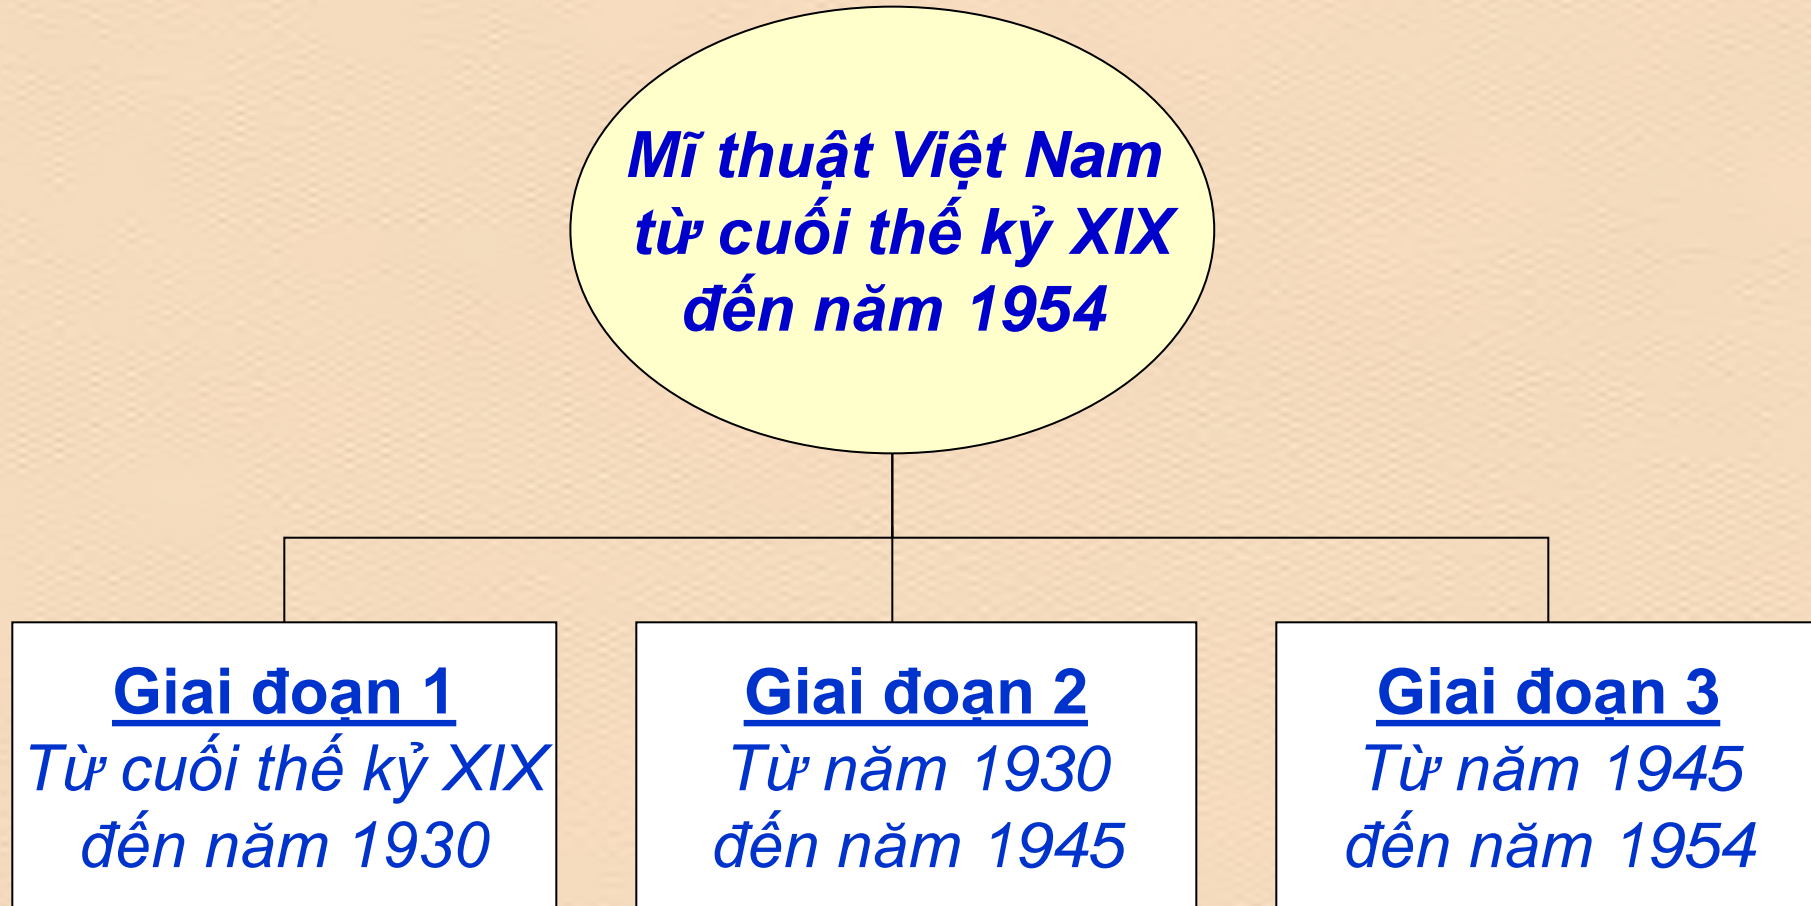 Mĩ thuật Việt Nam
từ cuối thế kỷ XIX
đến năm 1954
Giai đoạn 1
Từ cuối thế kỷ XIX
đến năm 1930
Giai đoạn 2
Từ năm 1930
đến năm 1945
Giai đoạn 3
Từ năm 1945
đến năm 1954